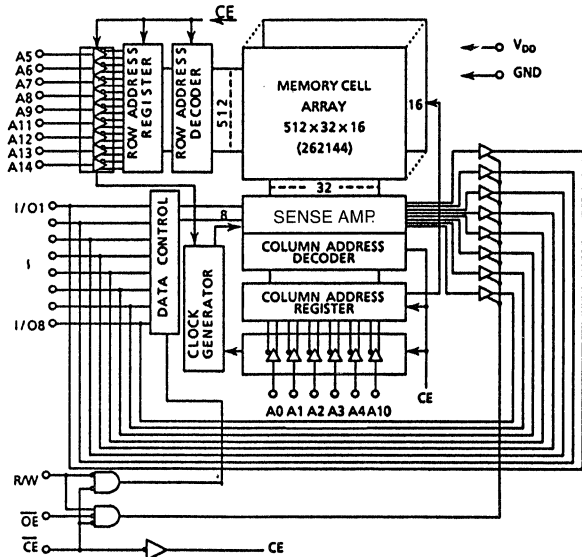 CE
A5
A6
A7
A8
A9
A11
A12
A13
A14
ROW ADDRESS
REGISTER
ROW ADDRESS
DECODER
512
MEMORY CELL
ARRAY
512×32×16
(262144)
16
VDD
GND
32
I/O1
I/O8
DATA CONTROL
8
SENSE AMP.
COLUMN ADDRESS
DECODER
CLOCK
GENERATOR
COLUMN ADDRESS
REGISTER
A0 A1 A2 A3 A4 A10
CE
R/W
OE
CE
CE